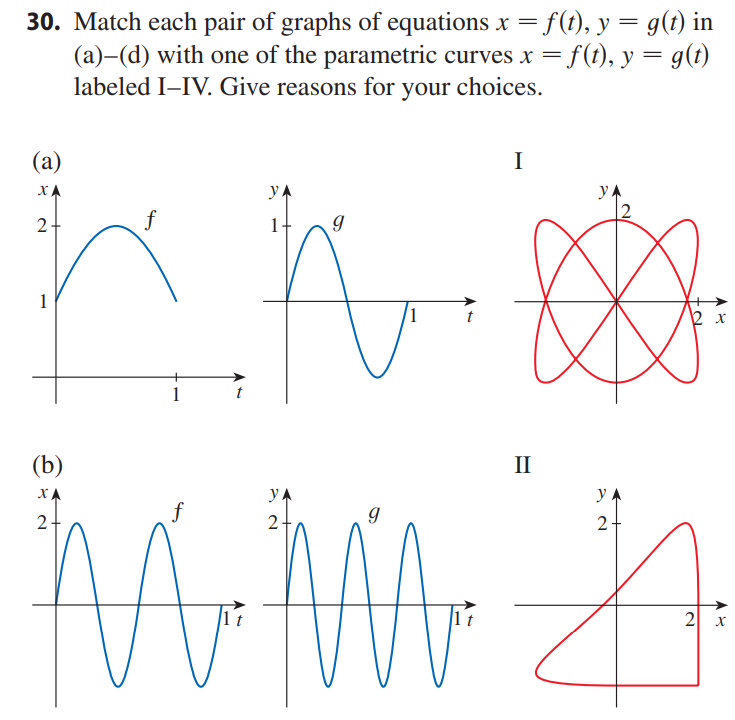 30. Match each pair of graphs of equations x = f(t), y = g(t) in
(a)–(d) with one of the parametric curves x = f(t), y = g(t)
labeled I–IV. Give reasons for your choices.
(a)
x
2
f
1
1
t
y
1
g
1
t
I
y
2
2
x
(b)
x
2
f
1
t
y
2
g
1
t
II
y
2
2
x